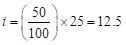 i = (50/100) × 25 = 12.5